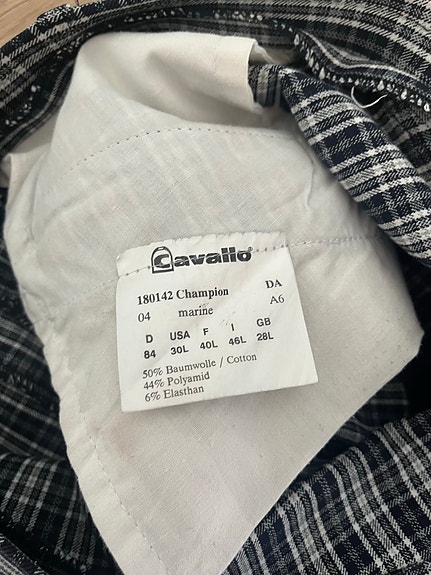 Cavallo®
180142 Champion DA
04 marine A6
D USA F I GB
84 30L 40L 46L 28L
50% Baumwolle / Cotton
44% Polyamid
6% Elasthan